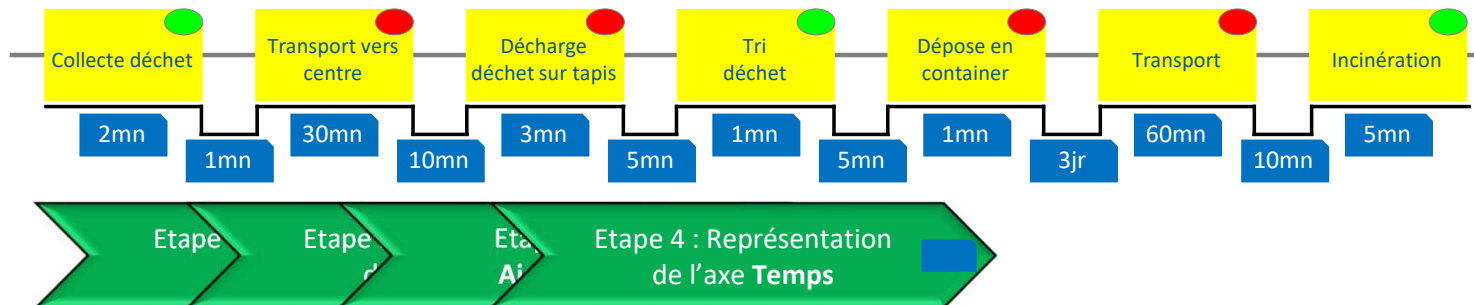 Collecte déchet
Transport vers
centre
Décharge
déchet sur tapis
Tri
déchet
Dépose en
container
Transport
Incinération
2mn
1mn
30mn
10mn
3mn
5mn
1mn
5mn
1mn
3jr
60mn
10mn
5mn
Etape
Etape
Etape 4 : Représentation
de l’axe Temps